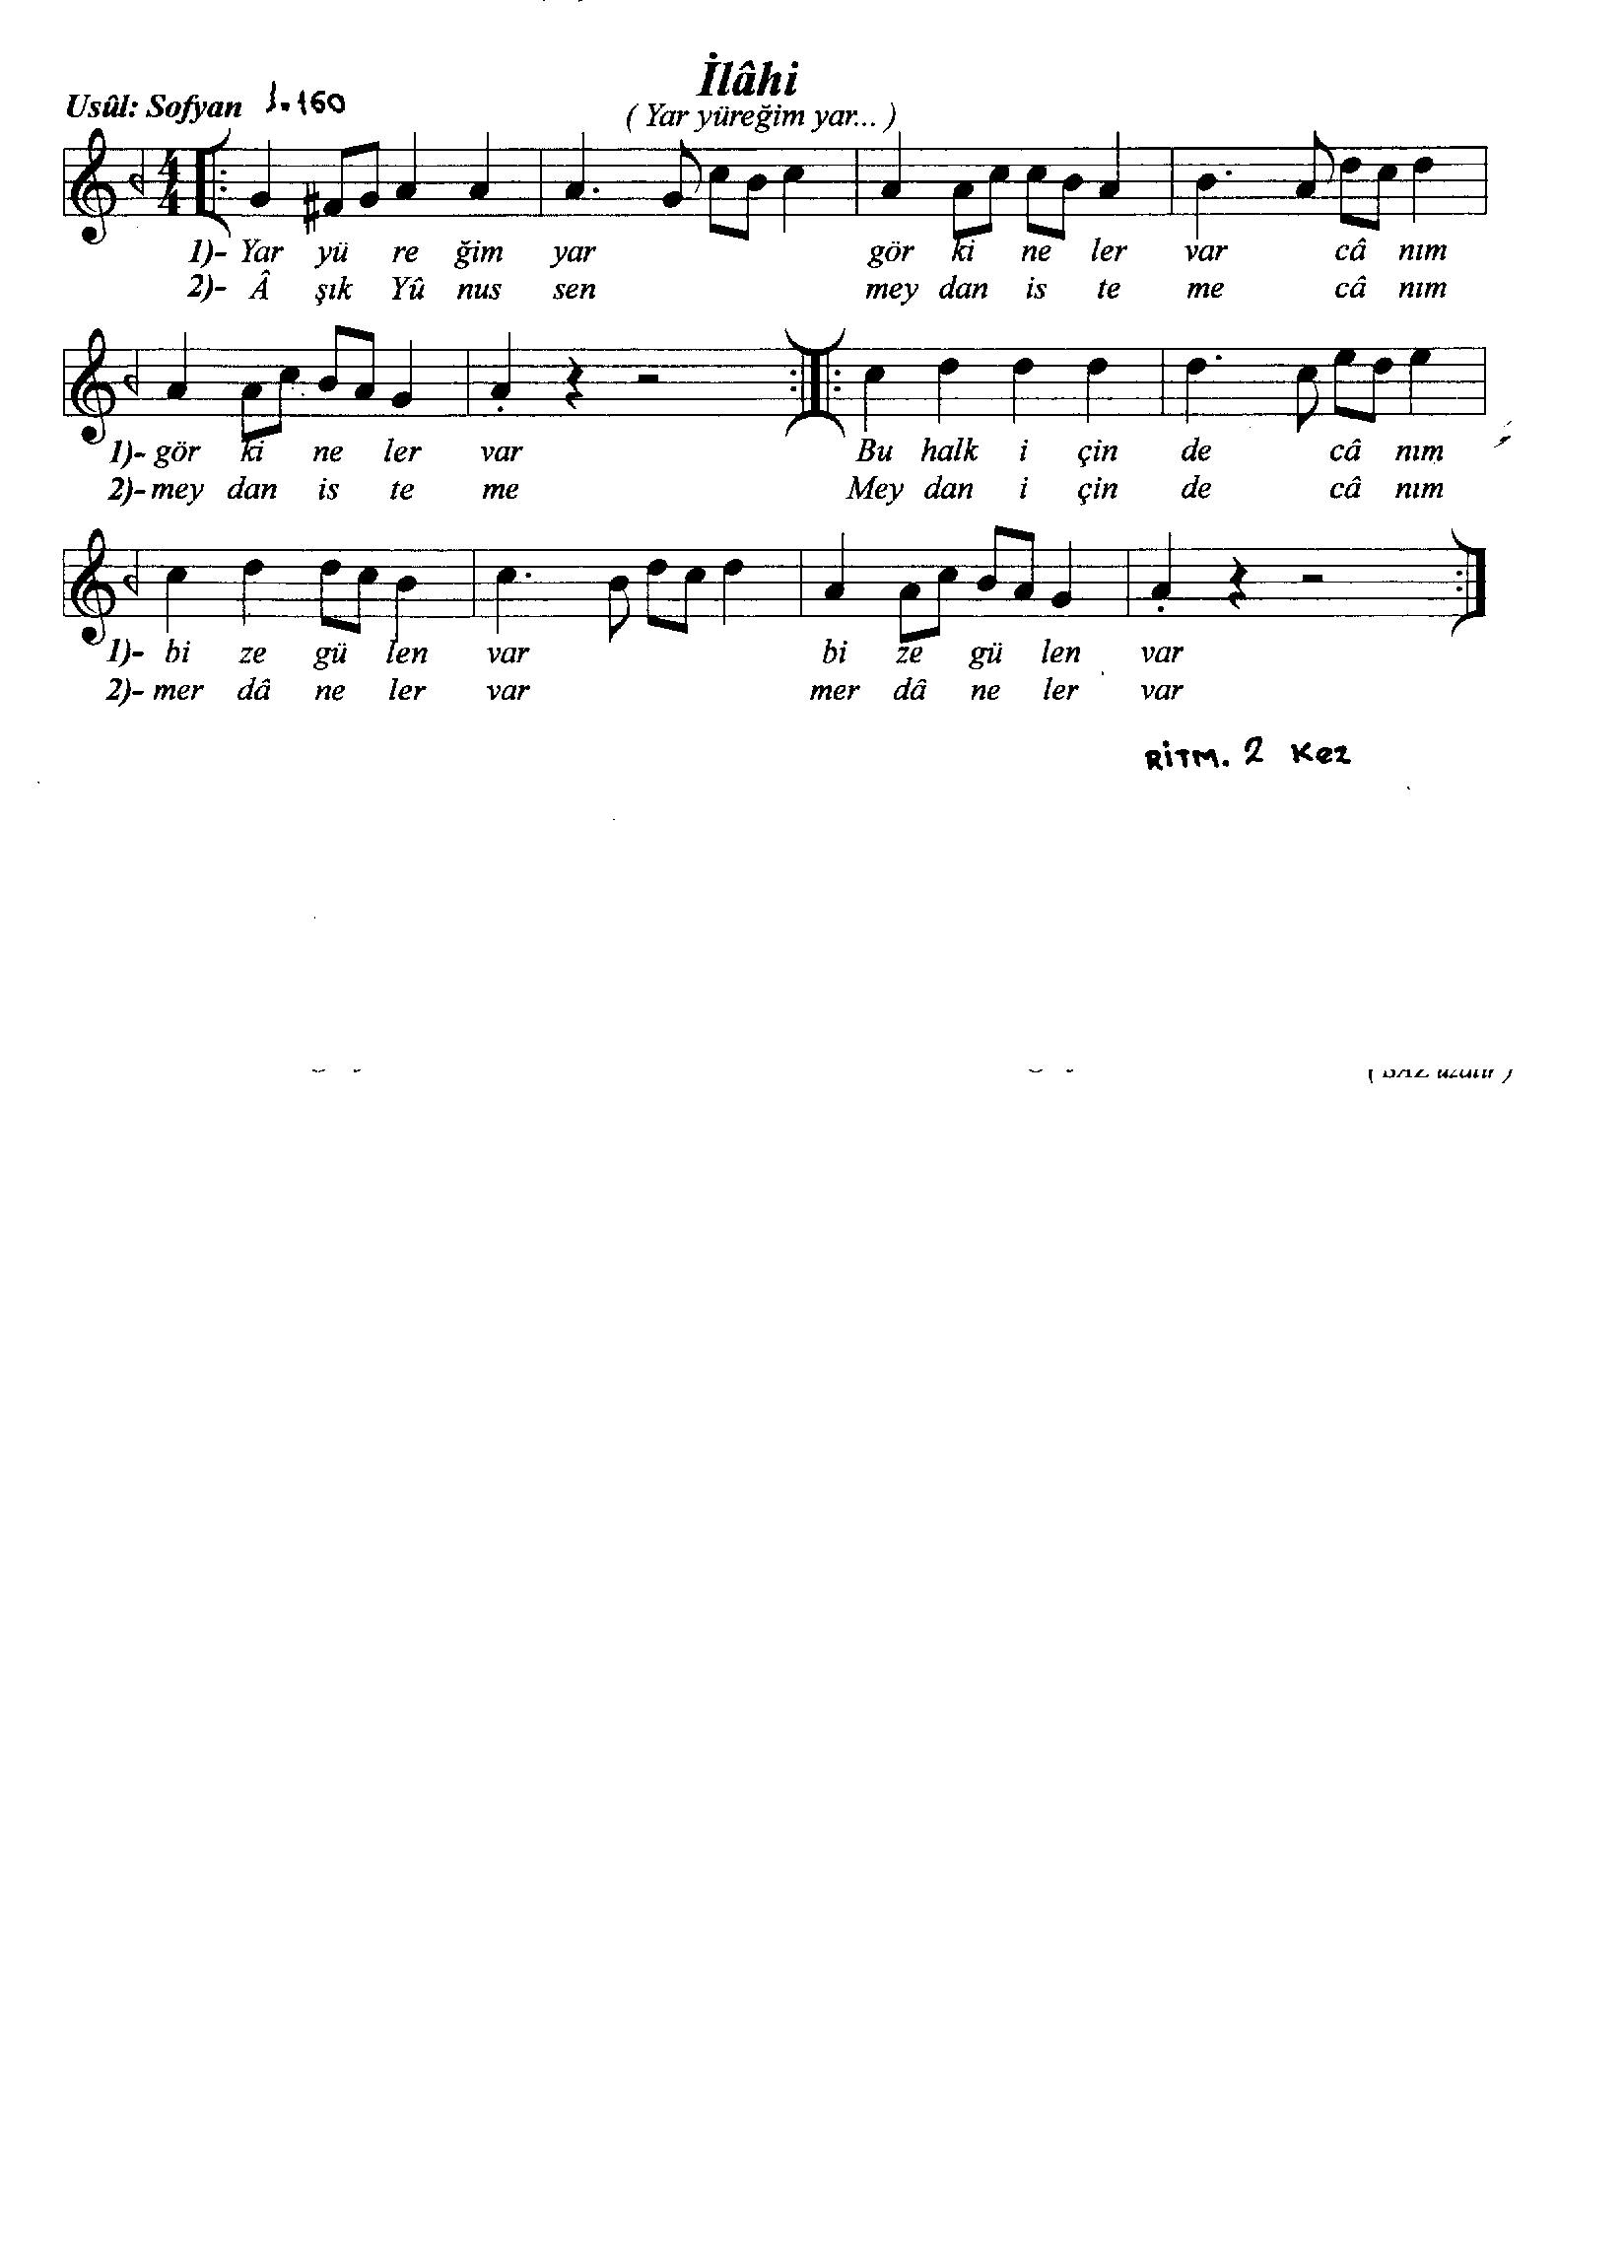 İlâhi
Usûl: Sofyan ♩.160
( Yar yüreğim yar... )
4
4
1)- Yar yü re ğim yar gör ki ne ler var câ nım
2)- Â şık Yû nus sen mey dan is te me câ nım
1)- gör ki ne ler var Bu halk i çin de câ nım
2)- mey dan is te me Mey dan i çin de câ nım
1)- bi ze gü len var bi ze gü len var
2)- mer dâ ne ler var mer dâ ne ler var
RİTM. 2 Kez